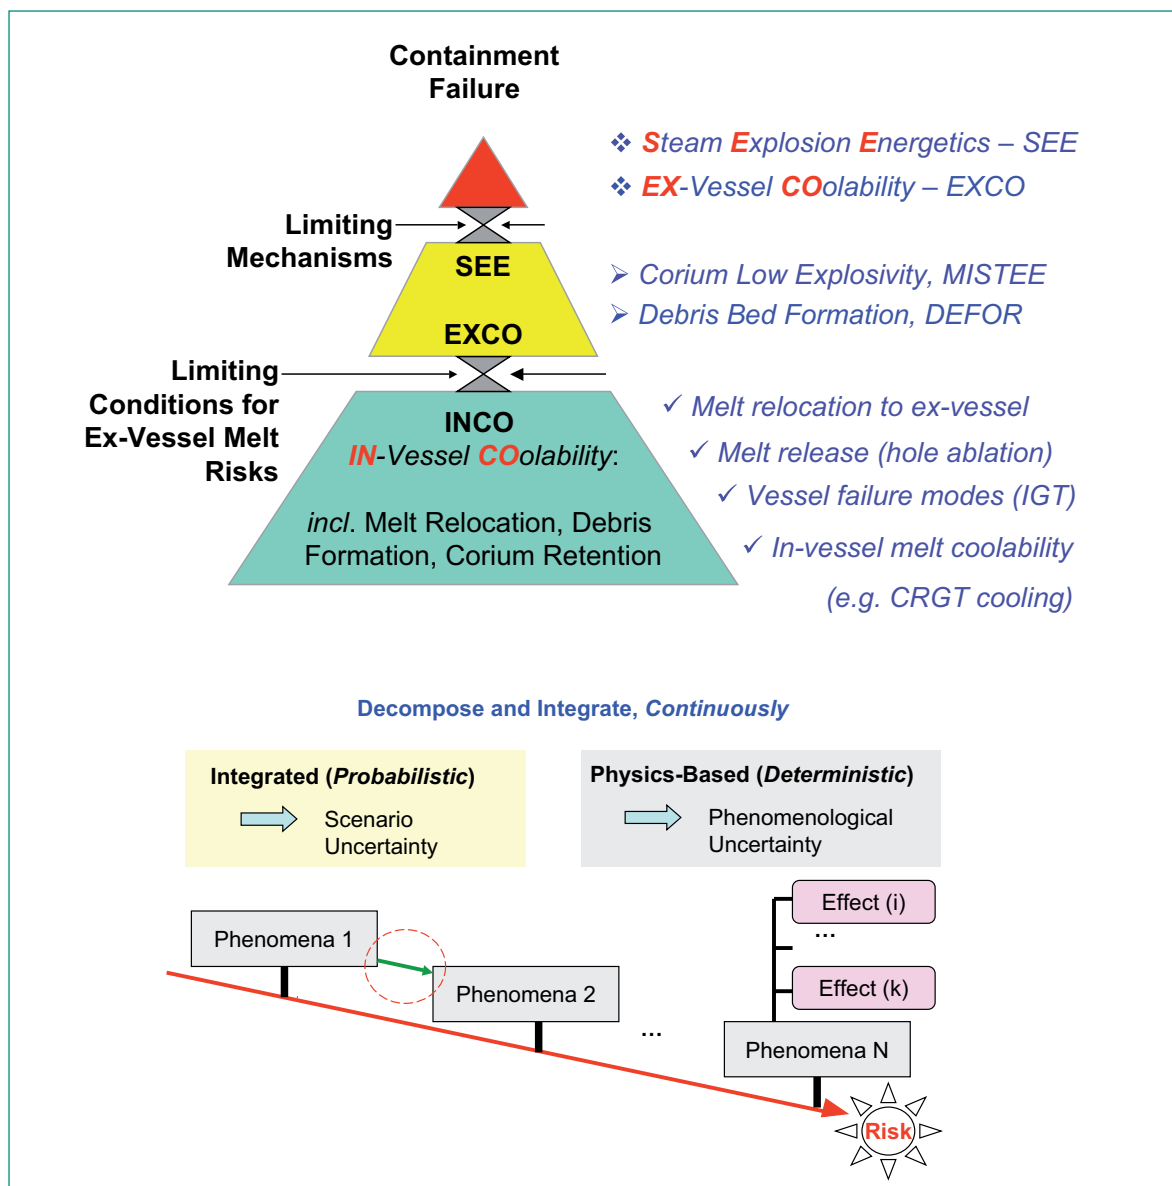 Containment
Failure
❖ Steam Explosion Energetics – SEE
❖ EX-Vessel COolability – EXCO
Limiting
Mechanisms
SEE
EXCO
➢ Corium Low Explosivity, MISTEE
➢ Debris Bed Formation, DEFOR
Limiting
Conditions for
Ex-Vessel Melt
Risks
INCO
IN-Vessel COolability:
incl. Melt Relocation, Debris
Formation, Corium Retention
✓ Melt relocation to ex-vessel
✓ Melt release (hole ablation)
✓ Vessel failure modes (IGT)
✓ In-vessel melt coolability
(e.g. CRGT cooling)
Decompose and Integrate, Continuously
Integrated (Probabilistic)
Scenario
Uncertainty
Physics-Based (Deterministic)
Phenomenological
Uncertainty
Phenomena 1
Phenomena 2
...
Effect (i)
...
Effect (k)
Phenomena N
Risk